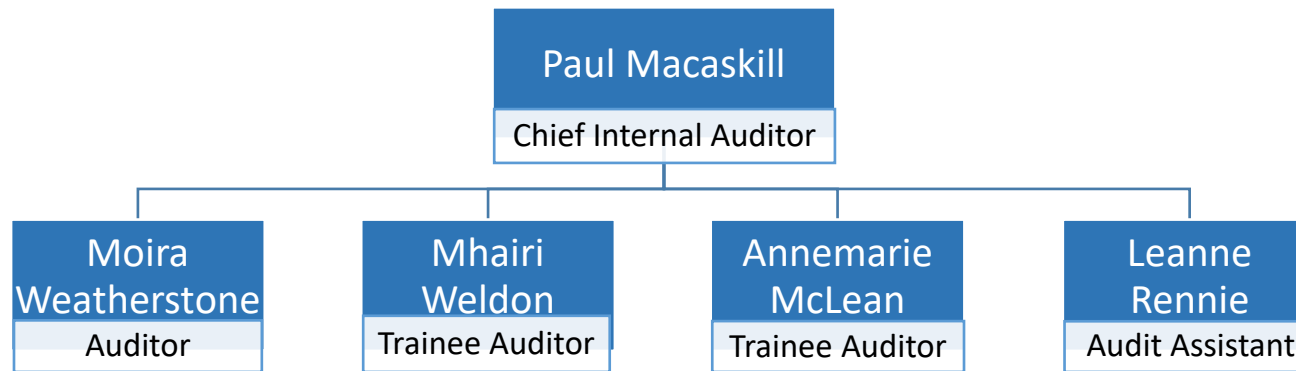 Paul Macaskill
Chief Internal Auditor
Moira
Weatherstone
Auditor
Mhairi
Weldon
Trainee Auditor
Annemarie
McLean
Trainee Auditor
Leanne
Rennie
Audit Assistant